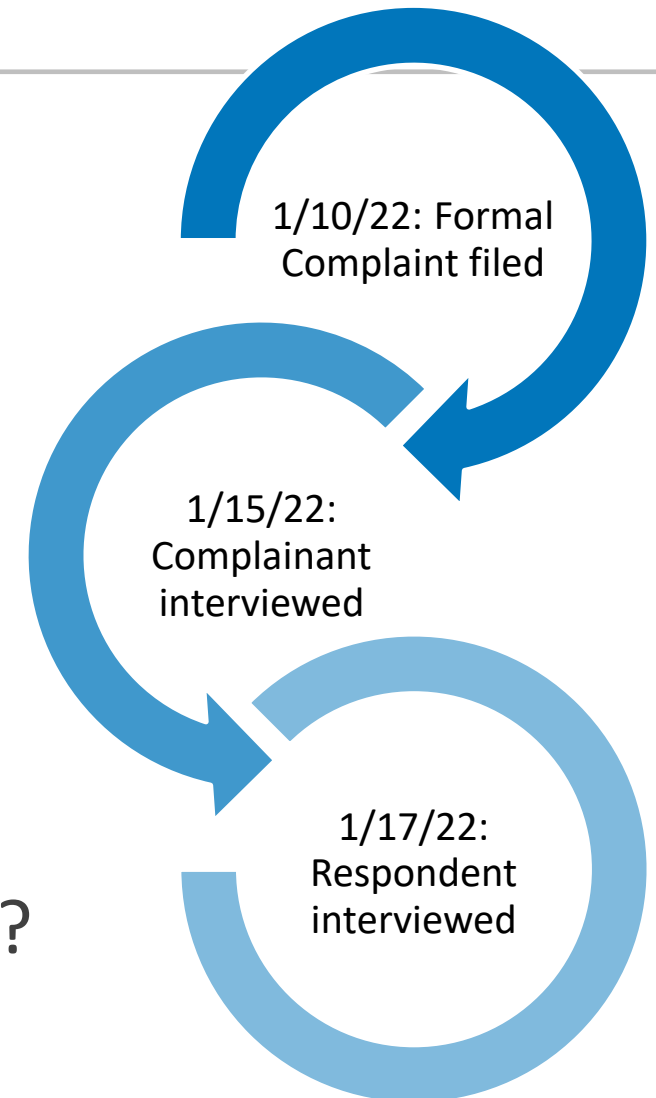 1/10/22: Formal
Complaint filed
1/15/22:
Complainant
interviewed
1/17/22:
Respondent
interviewed
?